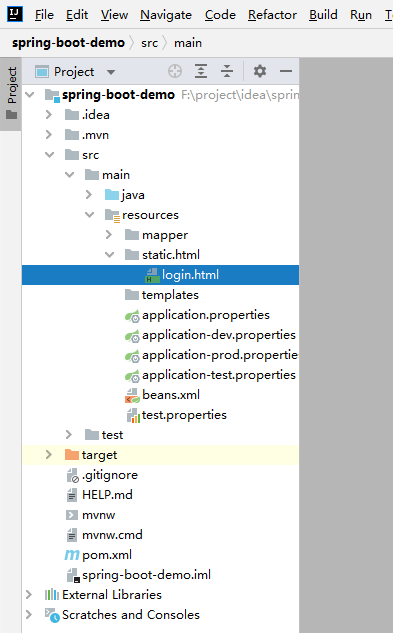 IJ File Edit View Navigate Code Refactor Build Run
spring-boot-demo src main
Project
Project
spring-boot-demo F:\project\idea\sprin
.idea
.mvn
src
main
java
resources
mapper
static.html
login.html
templates
application.properties
application-dev.properties
application-prod.propertie
application-test.properties
beans.xml
test.properties
test
target
.gitignore
HELP.md
mvnw
mvnw.cmd
pom.xml
spring-boot-demo.iml
External Libraries
Scratches and Consoles